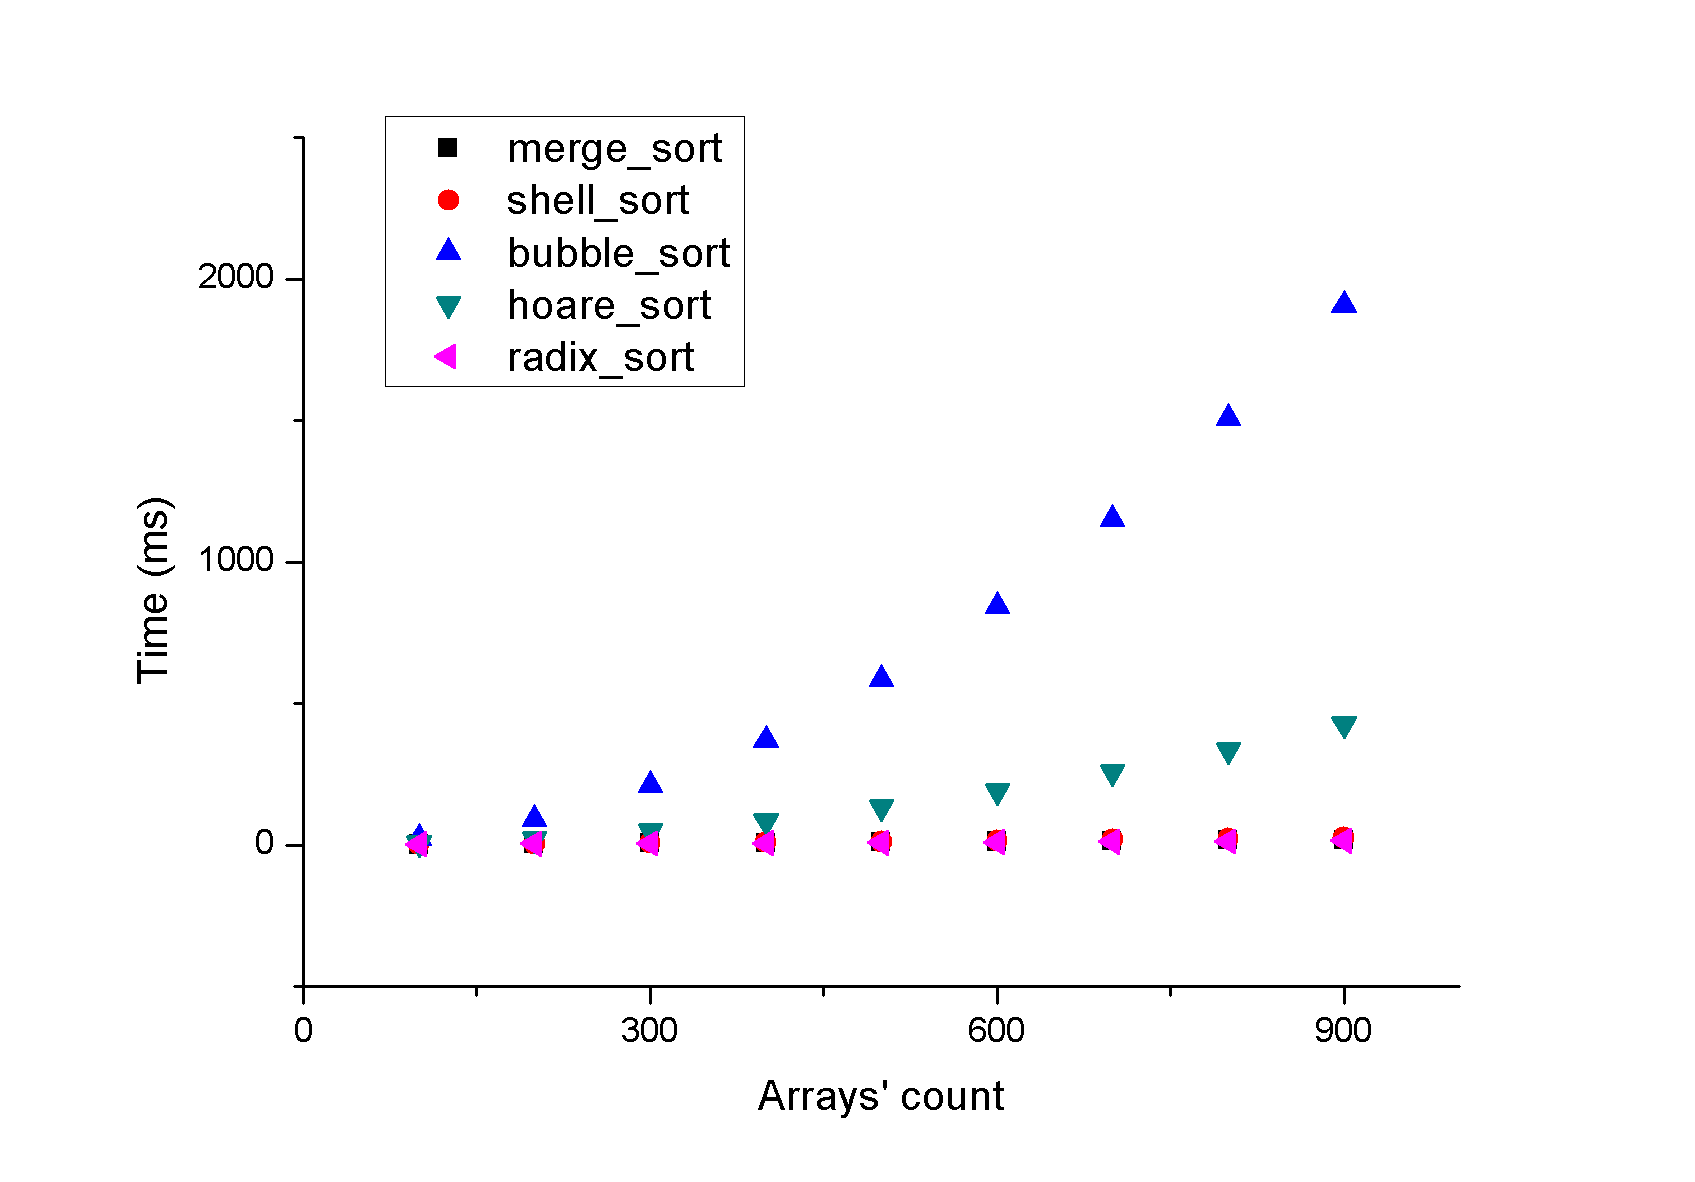 merge_sort
shell_sort
bubble_sort
hoare_sort
radix_sort
2000
1000
0
Time (ms)
0 300 600 900
Arrays' count